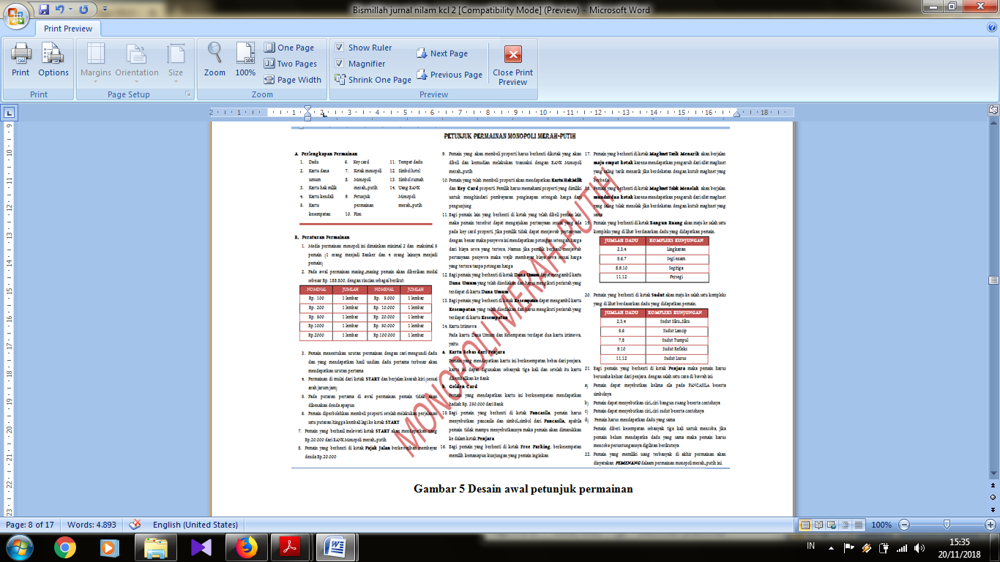 Bismillah jurnal nilam kcl 2 [Compatibility Mode] (Preview) - Microsoft Word
Print Preview
Print
Options
Margins
Orientation
Size
Zoom
100%
One Page
Two Pages
Page Width
Show Ruler
Magnifier
Shrink One Page
Next Page
Previous Page
Close Print
Preview
Print
Page Setup
Zoom
Preview
PETUNJUK PERMAINAN MONOPOLI MERAH-PUTIH
A. Perlengkapan Permainan
1. Dadu
2. Kartu dana
umum
3. Kartu hak milik
4. Kartu kendali
5. Kartu
kesempatan
6. Key card
7. Kotak monopoli
8. Monopoli
9. Petunjuk
permainan
10. Pion
11. Tempat dadu
12. Simbol hotel
13. Simbol rumah
14. Uang BANK
Monopoli
merah_putih
B. Peraturan Permainan
1. Media permainan monopoli ini dimainkan minimal 2 dan maksimal 5
pemain (1 orang menjadi Banker dan 4 orang lainnya menjadi
pemain)
2. Pada awal permainan masing_masing pemain akan diberikan modal
sebesar Rp. 188.800, dengan rincian sebagai berikut:
NOMINAL JUMLAH NOMINAL JUMLAH
Rp. 100 1 lembar Rp. 5.000 1 lembar
Rp. 200 1 lembar Rp. 10.000 1 lembar
Rp. 500 1 lembar Rp. 20.000 1 lembar
Rp.1000 1 lembar Rp. 50.000 1 lembar
Rp.2000 1 lembar Rp.100.000 1 lembar
3. Pemain menentukan urutan permainan dengan cari mengundi dadu
dan yang mendapatkan hasil undian dadu pertama terbesar akan
mendapatkan urutan pertama
4. Permainan di mulai dari kotak START dan berjalan kearah kiri (sesuai
arah jarum jam)
5. Pada putaran pertama di awal permainan pemain tidak akan
dikenakan denda apapun
6. Pemain diperbolehkan membeli properti setelah melakukan perjalanan
satu putaran hingga kembali lagi ke kotak START
7. Pemain yang berhasil melewati kotak START akan mendapatkan uang
Rp.20.000 dari BANK Monopoli merah_putih
8. Pemain yang berhenti di kotak Pajak Jalan berkewajiban membayar
denda Rp.20.000
9. Pemain yang akan membeli properti harus berhenti dikotak yang akan
dibeli dan kemudian melakukan transaksi dengan BANK Monopoli
merah_putih
10. Pemain yang telah membeli properti akan mendapatkan Kartu Hak Milik
dan Key Card properti. Pemilik harus memahami properti yang dimiliki
untuk menghindari pembayaran penginapan setengah harga dari
pengunjung
11. Bagi pemain lain yang berhenti di kotak yang telah dibeli pemain lain
maka pemain tersebut dapat mengajukan pertanyaan sesuai yang ada
pada key card properti. Jika pemilik tidak dapat menjawab pertanyaan
dengan benar maka penyewa ini mendapatkan potongan setengah harga
dari biaya sewa yang tertera. Namun jika pemilik berhasil menjawab
pertanyaan penyewa maka wajib membayar biaya sewa sesuai harga
yang tertera tanpa potongan harga
12. Bagi pemain yang berhenti di kotak Dana Umum dapat mengambil kartu
Dana Umum yang telah disediakan dan harus mengikuti perintah yang
terdapat di kartu Dana Umum
13. Bagi pemain yang berhenti di kotak Kesempatan dapat mengambil kartu
Kesempatan yang telah disediakan dan harus mengikuti perintah yang
terdapat di kartu Kesempatan
14. Kartu Istimewa
Pada kartu Dana Umum dan Kesempatan terdapat dua kartu istimewa,
yaitu:
a. Kartu Bebas dari Penjara
Pemain yang mendapatkan kartu ini berkesempatan bebas dari penjara,
kartu ini dapat digunakan sebanyak tiga kali dan setelah itu kartu
dikembalikan ke Bank
b. Golden Card
Pemain yang mendapatkan kartu ini berkesempatan mendapatkan
hadiah Rp. 250.000 dari Bank
15. Bagi pemain yang berhenti di kotak Pancasila, pemain harus
menyebutkan pancasila dan simbol_simbol dari Pancasila, apabila
pemain tidak mampu menyebutkannya maka pemain akan dimasukkan
ke dalam kotak Penjara
16. Bagi pemain yang berhenti di kotak Free Parking, berkesempatan
memilih kemanapun kunjungan yang pemain inginkan
17. Pemain yang berhenti di kotak Maghnet Tarik Menarik akan berjalan
maju empat kotak karena mendapatkan pengaruh dari sifat maghnet
yang saling tarik menarik jika berdekatan dengan kutub maghnet yang
berbeda
18. Pemain yang berhenti di kotak Maghnet Tolak Menolak akan berjalan
mundur dua kotak karena mendapatkan pengaruh dari sifat maghnet
yang saling tolak menolak jika berdekatan dengan kutub maghnet yang
sama
19. Pemain yang berhenti di kotak Bangun Ruang akan maju ke salah satu
kompleks yang di lihat berdasarkan dadu yang didapatkan pemain.
JUMLAH DADU KOMPLEKS KUNJUNGAN
2,3,4 Lingkaran
5,6,7 Segi enam
8,9,10 Segitiga
11,12 Persegi
20. Pemain yang berhenti di kotak Sudut akan maju ke salah satu kompleks
yang di lihat berdasarkan dadu yang didapatkan pemain.
JUMLAH DADU KOMPLEKS KUNJUNGAN
2,3,4 Sudut Siku_Siku
5,6 Sudut Lancip
7,8 Sudut Tumpul
9,10 Sudut Refleks
11,12 Sudut Lurus
21. Bagi pemain yang berhenti di kotak Penjara maka pemain harus
berusaha keluar dari penjara, dengan salah satu cara di bawah ini:
a) Pemain dapat meyebutkan kelima sila pada PANCASILA beserta
simbolnya
b) Pemain dapat menyebutkan ciri_ciri bangun ruang beserta contohnya
c) Pemain dapat menyebutkan ciri_ciri sudut beserta contohnya
d) Pemain harus mendapatkan dadu yang sama
Pemain diberi kesempatan sebanyak tiga kali untuk mencoba, jika
pemain belum mendapatka dadu yang sama maka pemain harus
mencoba peruntungannya digiliran berikutnya
22. Pemain yang memiliki uang terbanyak di akhir permainan akan
dinyatakan PEMENANG dalaam permainan monopoli merah_putih ini
MONOPOLI MERAH-PUTIH
Gambar 5 Desain awal petunjuk permainan
Page: 8 of 17
Words: 4.893
English (United States)
100%
IN
15:35
20/11/2018